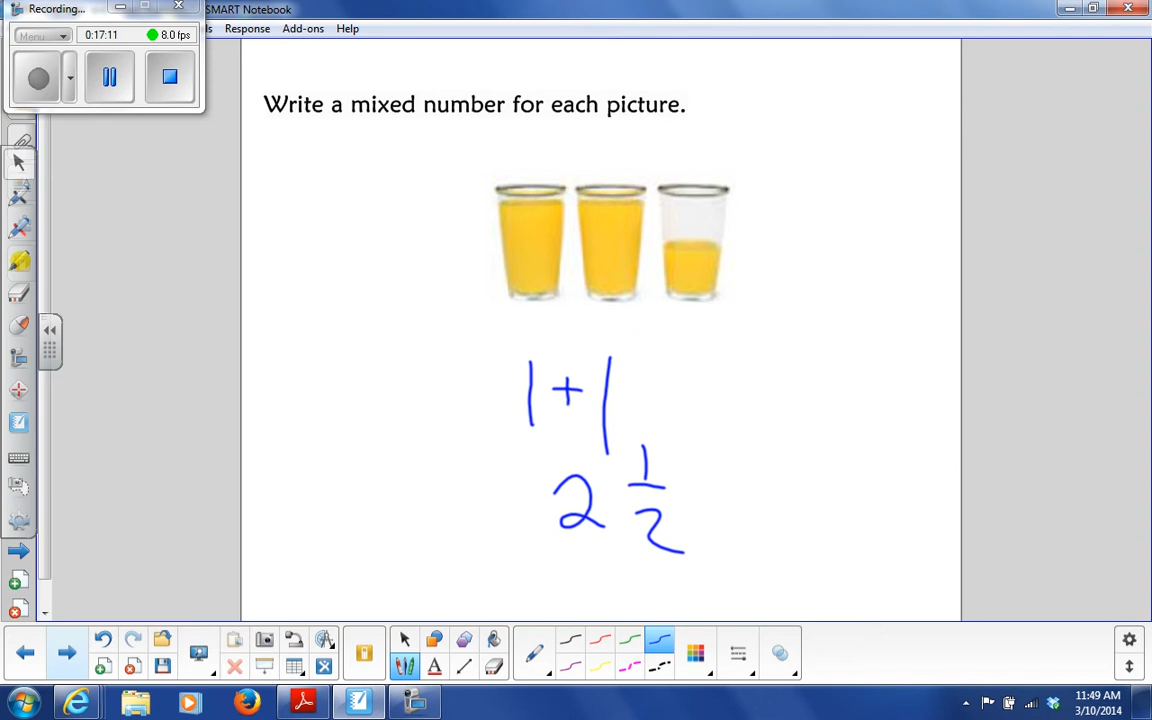 Recording...
SMART Notebook
Menu
0:17:11
8.0 fps
ls Response Add-ons Help
Write a mixed number for each picture.
1 + 1
2 1/2
A
11:49 AM
3/10/2014